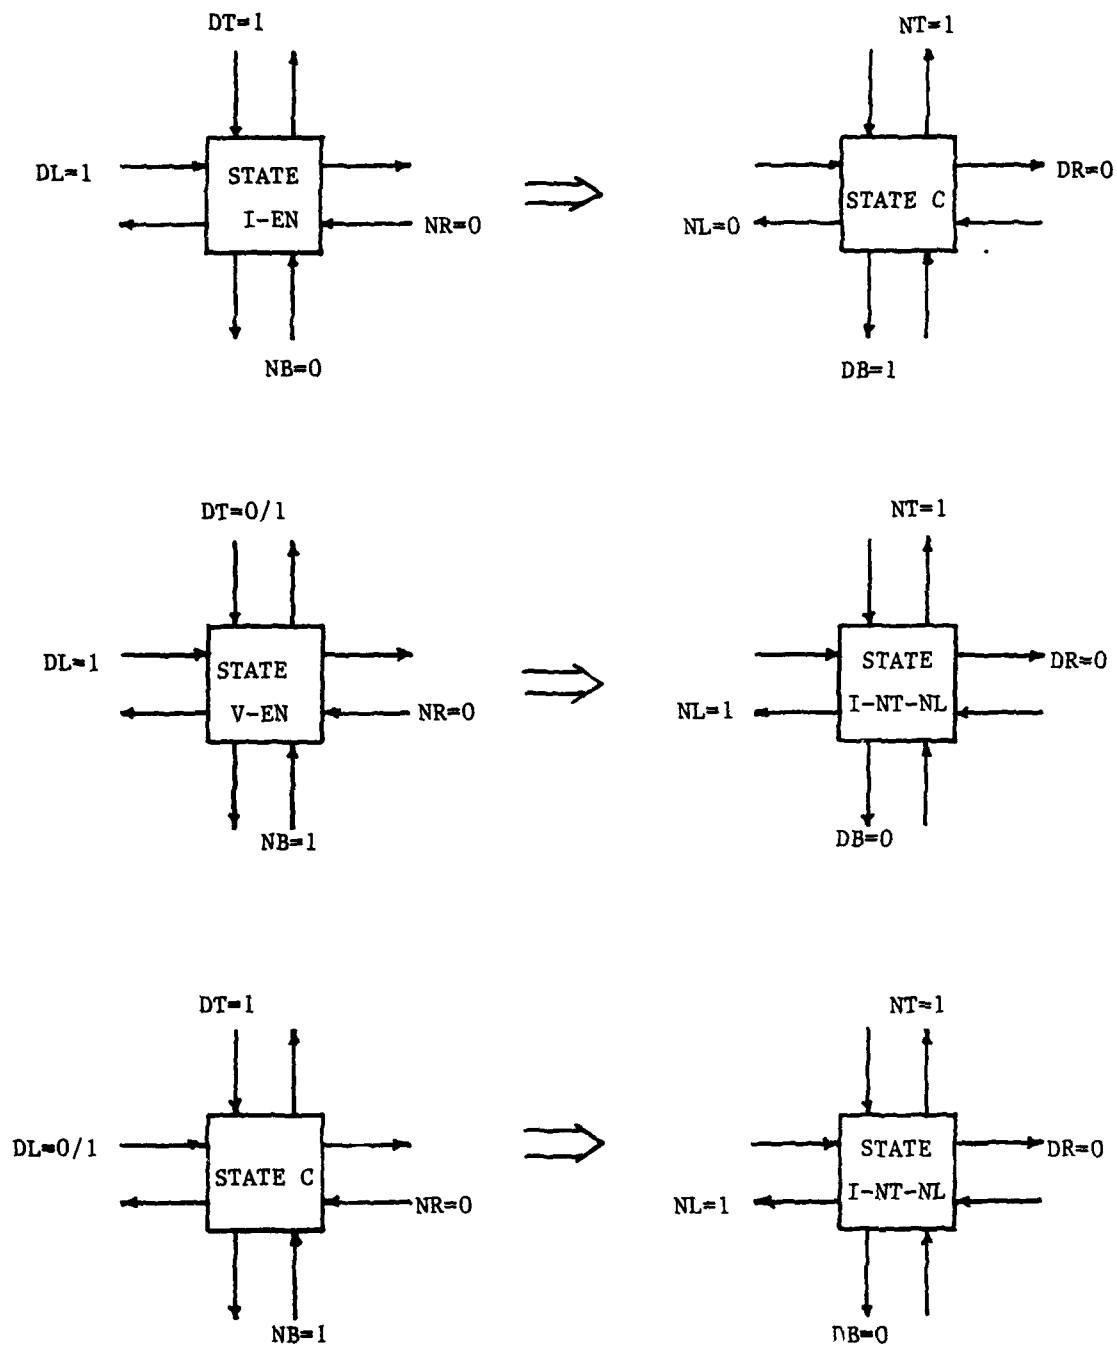 DT=1
NT=1
DL=1
STATE
I-EN
NR=0
DR=0
STATE C
NL=0
NB=0
DB=1
DT=0/1
NT=1
DL=1
STATE
V-EN
NR=0
STATE
I-NT-NL
DR=0
NL=1
NB=1
DB=0
DT=1
NT=1
DL=0/1
STATE C
NR=0
STATE
I-NT-NL
DR=0
NL=1
NB=1
DB=0